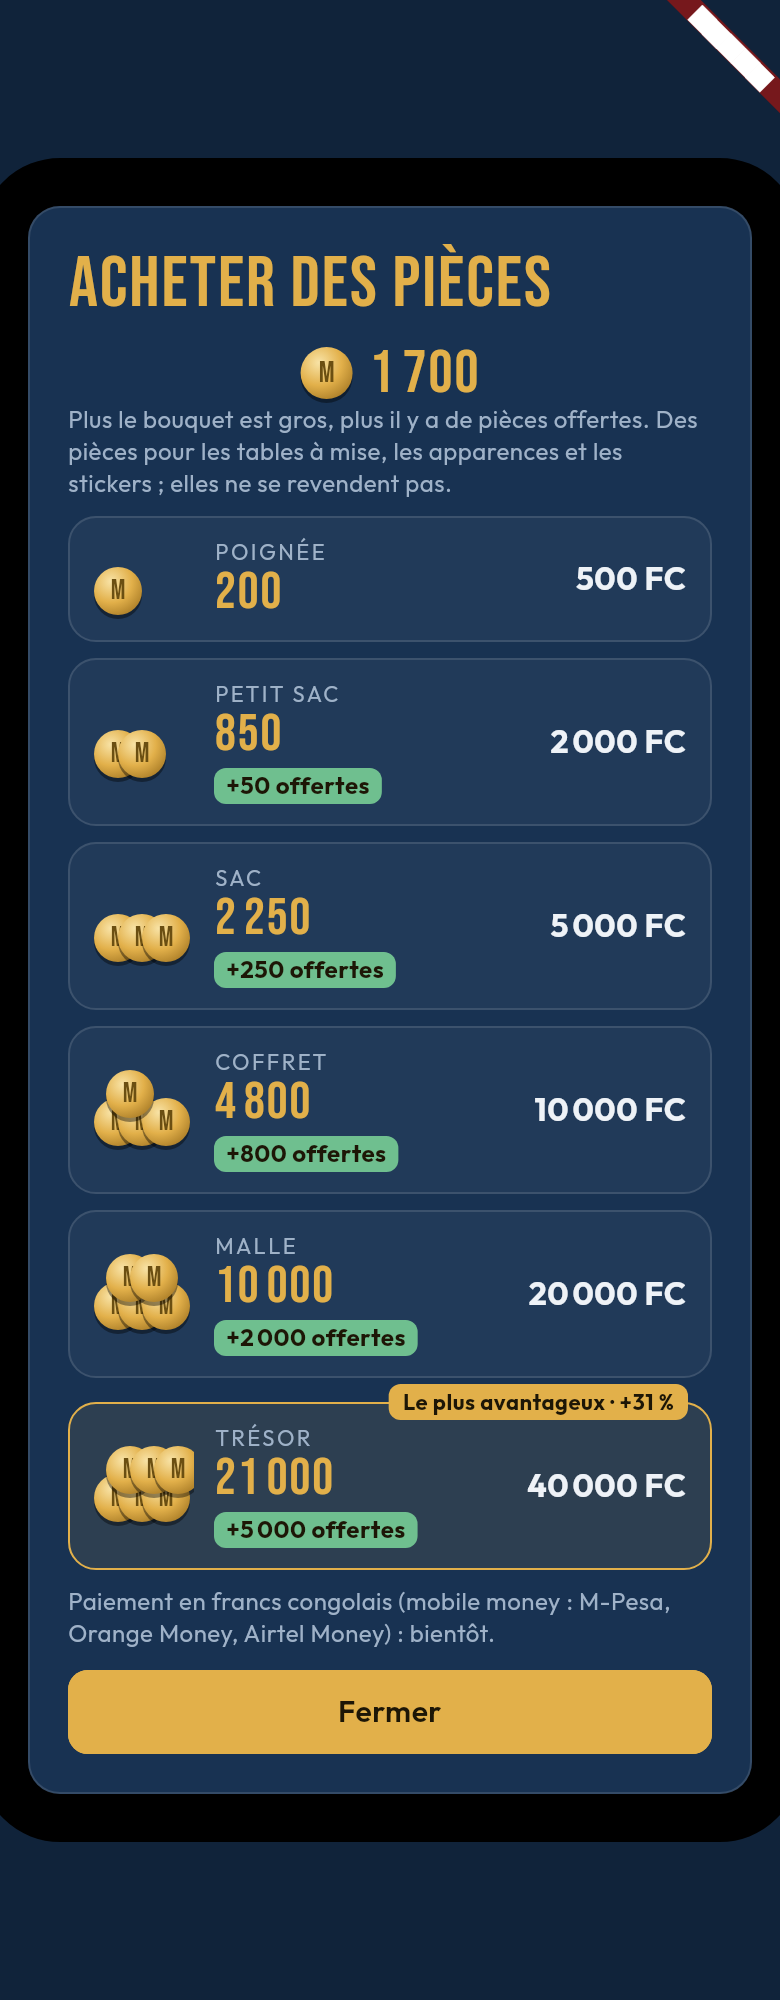 ACHETER DES PIÈCES
M 1 700
Plus le bouquet est gros, plus il y a de pièces offertes. Des
pièces pour les tables à mise, les apparences et les
stickers ; elles ne se revendent pas.
POIGNÉE
M 200 500 FC
PETIT SAC
M M 850 2 000 FC
+50 offertes
SAC
M M M 2 250 5 000 FC
+250 offertes
COFFRET
M
M M M 4 800 10 000 FC
+800 offertes
MALLE
M M
M M M 10 000 20 000 FC
+2 000 offertes
Le plus avantageux · +31 %
TRÉSOR
M M M
M M M 21 000 40 000 FC
+5 000 offertes
Paiement en francs congolais (mobile money : M-Pesa,
Orange Money, Airtel Money) : bientôt.
Fermer